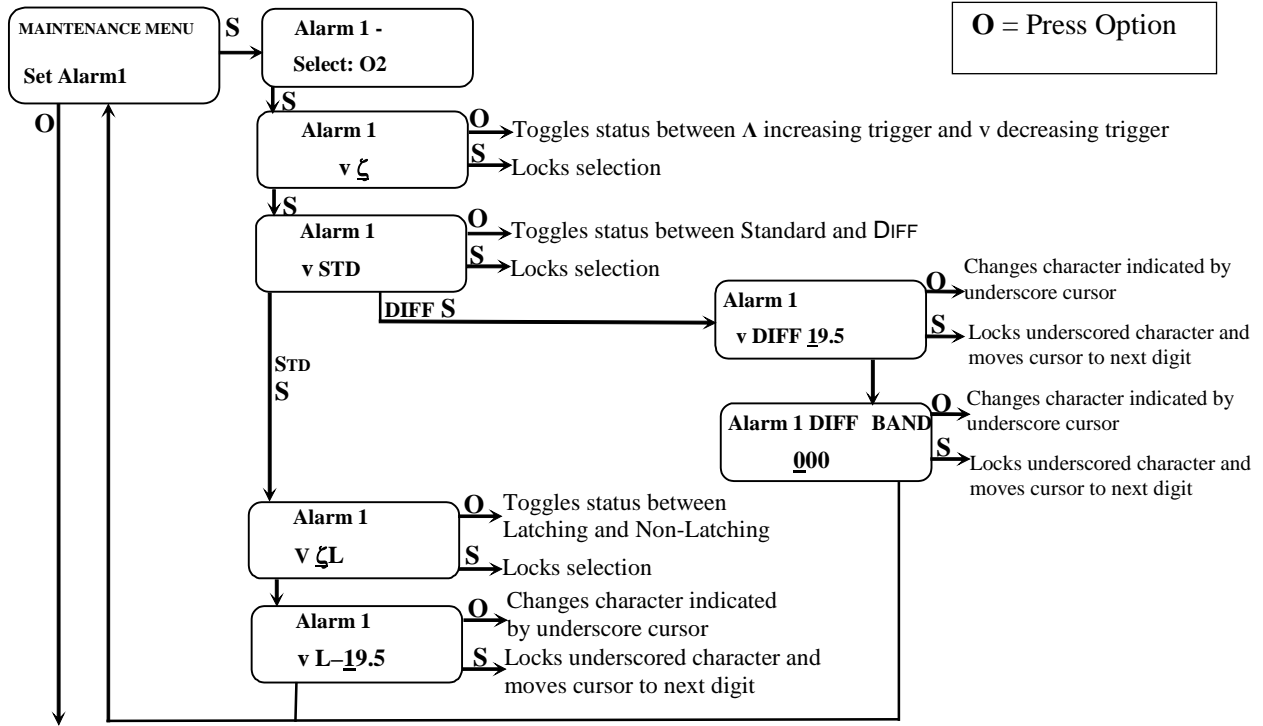 MAINTENANCE MENU
Set Alarm1
S
O
Alarm 1 -
Select: O2
O = Press Option
S
Alarm 1
v ζ
O
Toggles status between Λ increasing trigger and v decreasing trigger
S
Locks selection
S
Alarm 1
v STD
O
Toggles status between Standard and DIFF
S
Locks selection
DIFF S
STD
S
Alarm 1
v DIFF 19.5
O
Changes character indicated by
underscore cursor
S
Locks underscored character and
moves cursor to next digit
Alarm 1 DIFF BAND
000
O
Changes character indicated by
underscore cursor
S
Locks underscored character and
moves cursor to next digit
Alarm 1
V ζL
O
Toggles status between
Latching and Non-Latching
S
Locks selection
Alarm 1
v L–19.5
O
Changes character indicated
by underscore cursor
S
Locks underscored character and
moves cursor to next digit